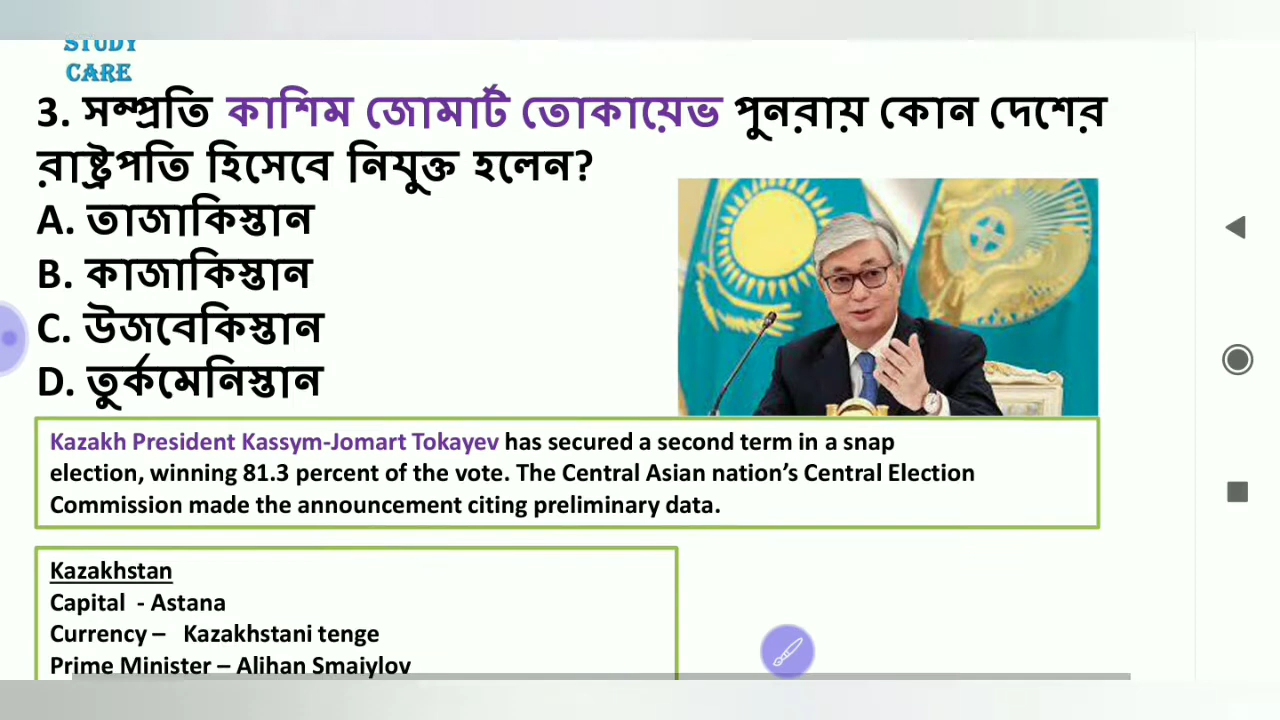 STUDY
CARE
3. সম্প্রতি কাশিম জোমার্ট তোকায়েভ পুনরায় কোন দেশের
রাষ্ট্রপতি হিসেবে নিযুক্ত হলেন?
A. তাজাকিস্তান
B. কাজাকিস্তান
C. উজবেকিস্তান
D. তুর্কমেনিস্তান
Kazakh President Kassym-Jomart Tokayev has secured a second term in a snap
election, winning 81.3 percent of the vote. The Central Asian nation’s Central Election
Commission made the announcement citing preliminary data.
Kazakhstan
Capital - Astana
Currency – Kazakhstani tenge
Prime Minister – Alihan Smaiylov